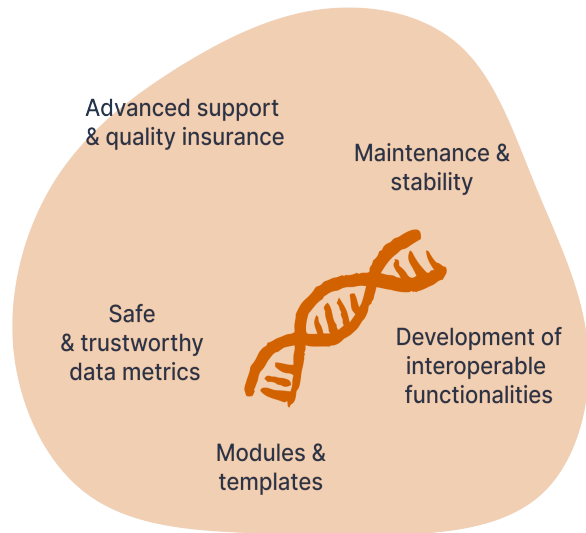 Advanced support
& quality insurance
Maintenance &
stability
Safe
& trustworthy
data metrics
Development of
interoperable
functionalities
Modules &
templates